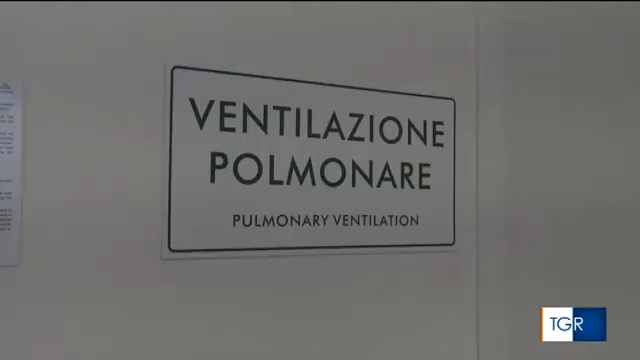 VENTILAZIONE
POLMONARE
PULMONARY VENTILATION
TGR